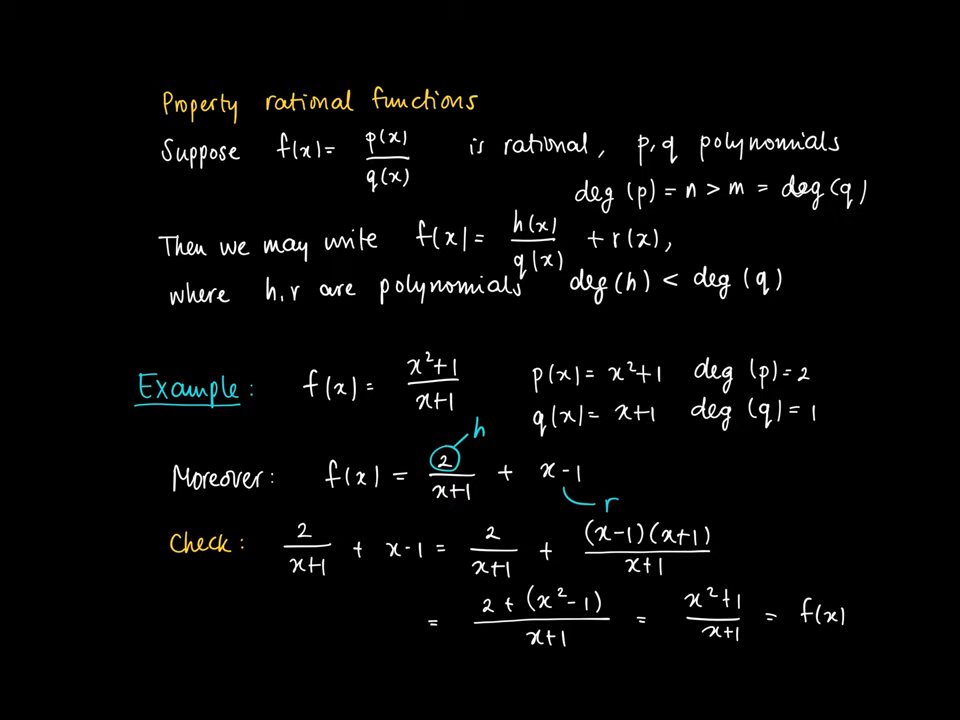 Property rational functions
Suppose f(x) = p(x)/q(x) is rational, p, q polynomials
deg (p) = n > m = deg (q)
Then we may write f(x) = h(x)/q(x) + r(x),
where h, r are polynomials deg(h) < deg (q)
Example: f(x) = x²+1/x+1 p(x) = x²+1 deg (p) = 2
q(x) = x+1 deg (q) = 1
h
Moreover: f(x) = 2/x+1 + x-1
r
Check: 2/x+1 + x-1 = 2/x+1 + (x-1)(x+1)/x+1
= 2 + (x²-1)/x+1 = x²+1/x+1 = f(x)